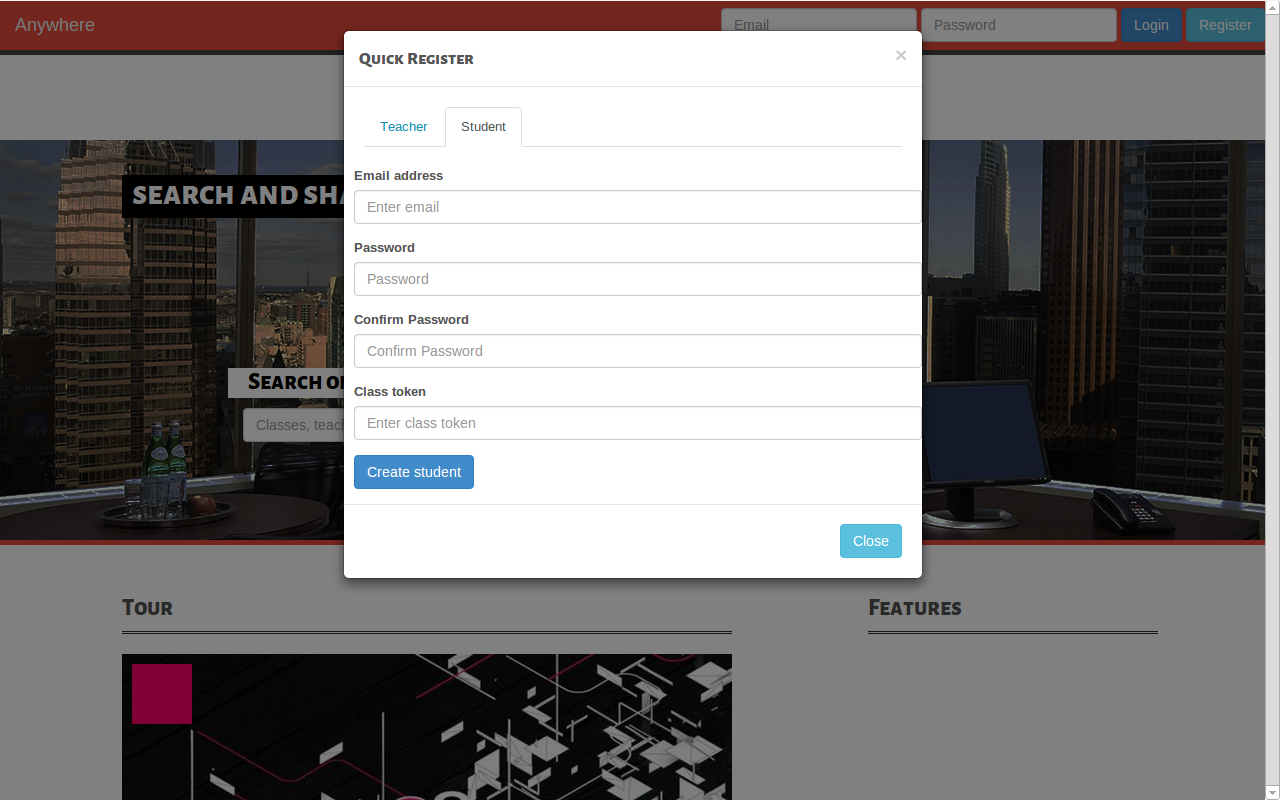 Anywhere
Email
Password
Login
Register
Quick Register
×
Teacher
Student
SEARCH AND SHA
Email address
Enter email
Password
Password
Confirm Password
Confirm Password
Search o
Class token
Classes, teac
Enter class token
Create student
Close
Tour
Features